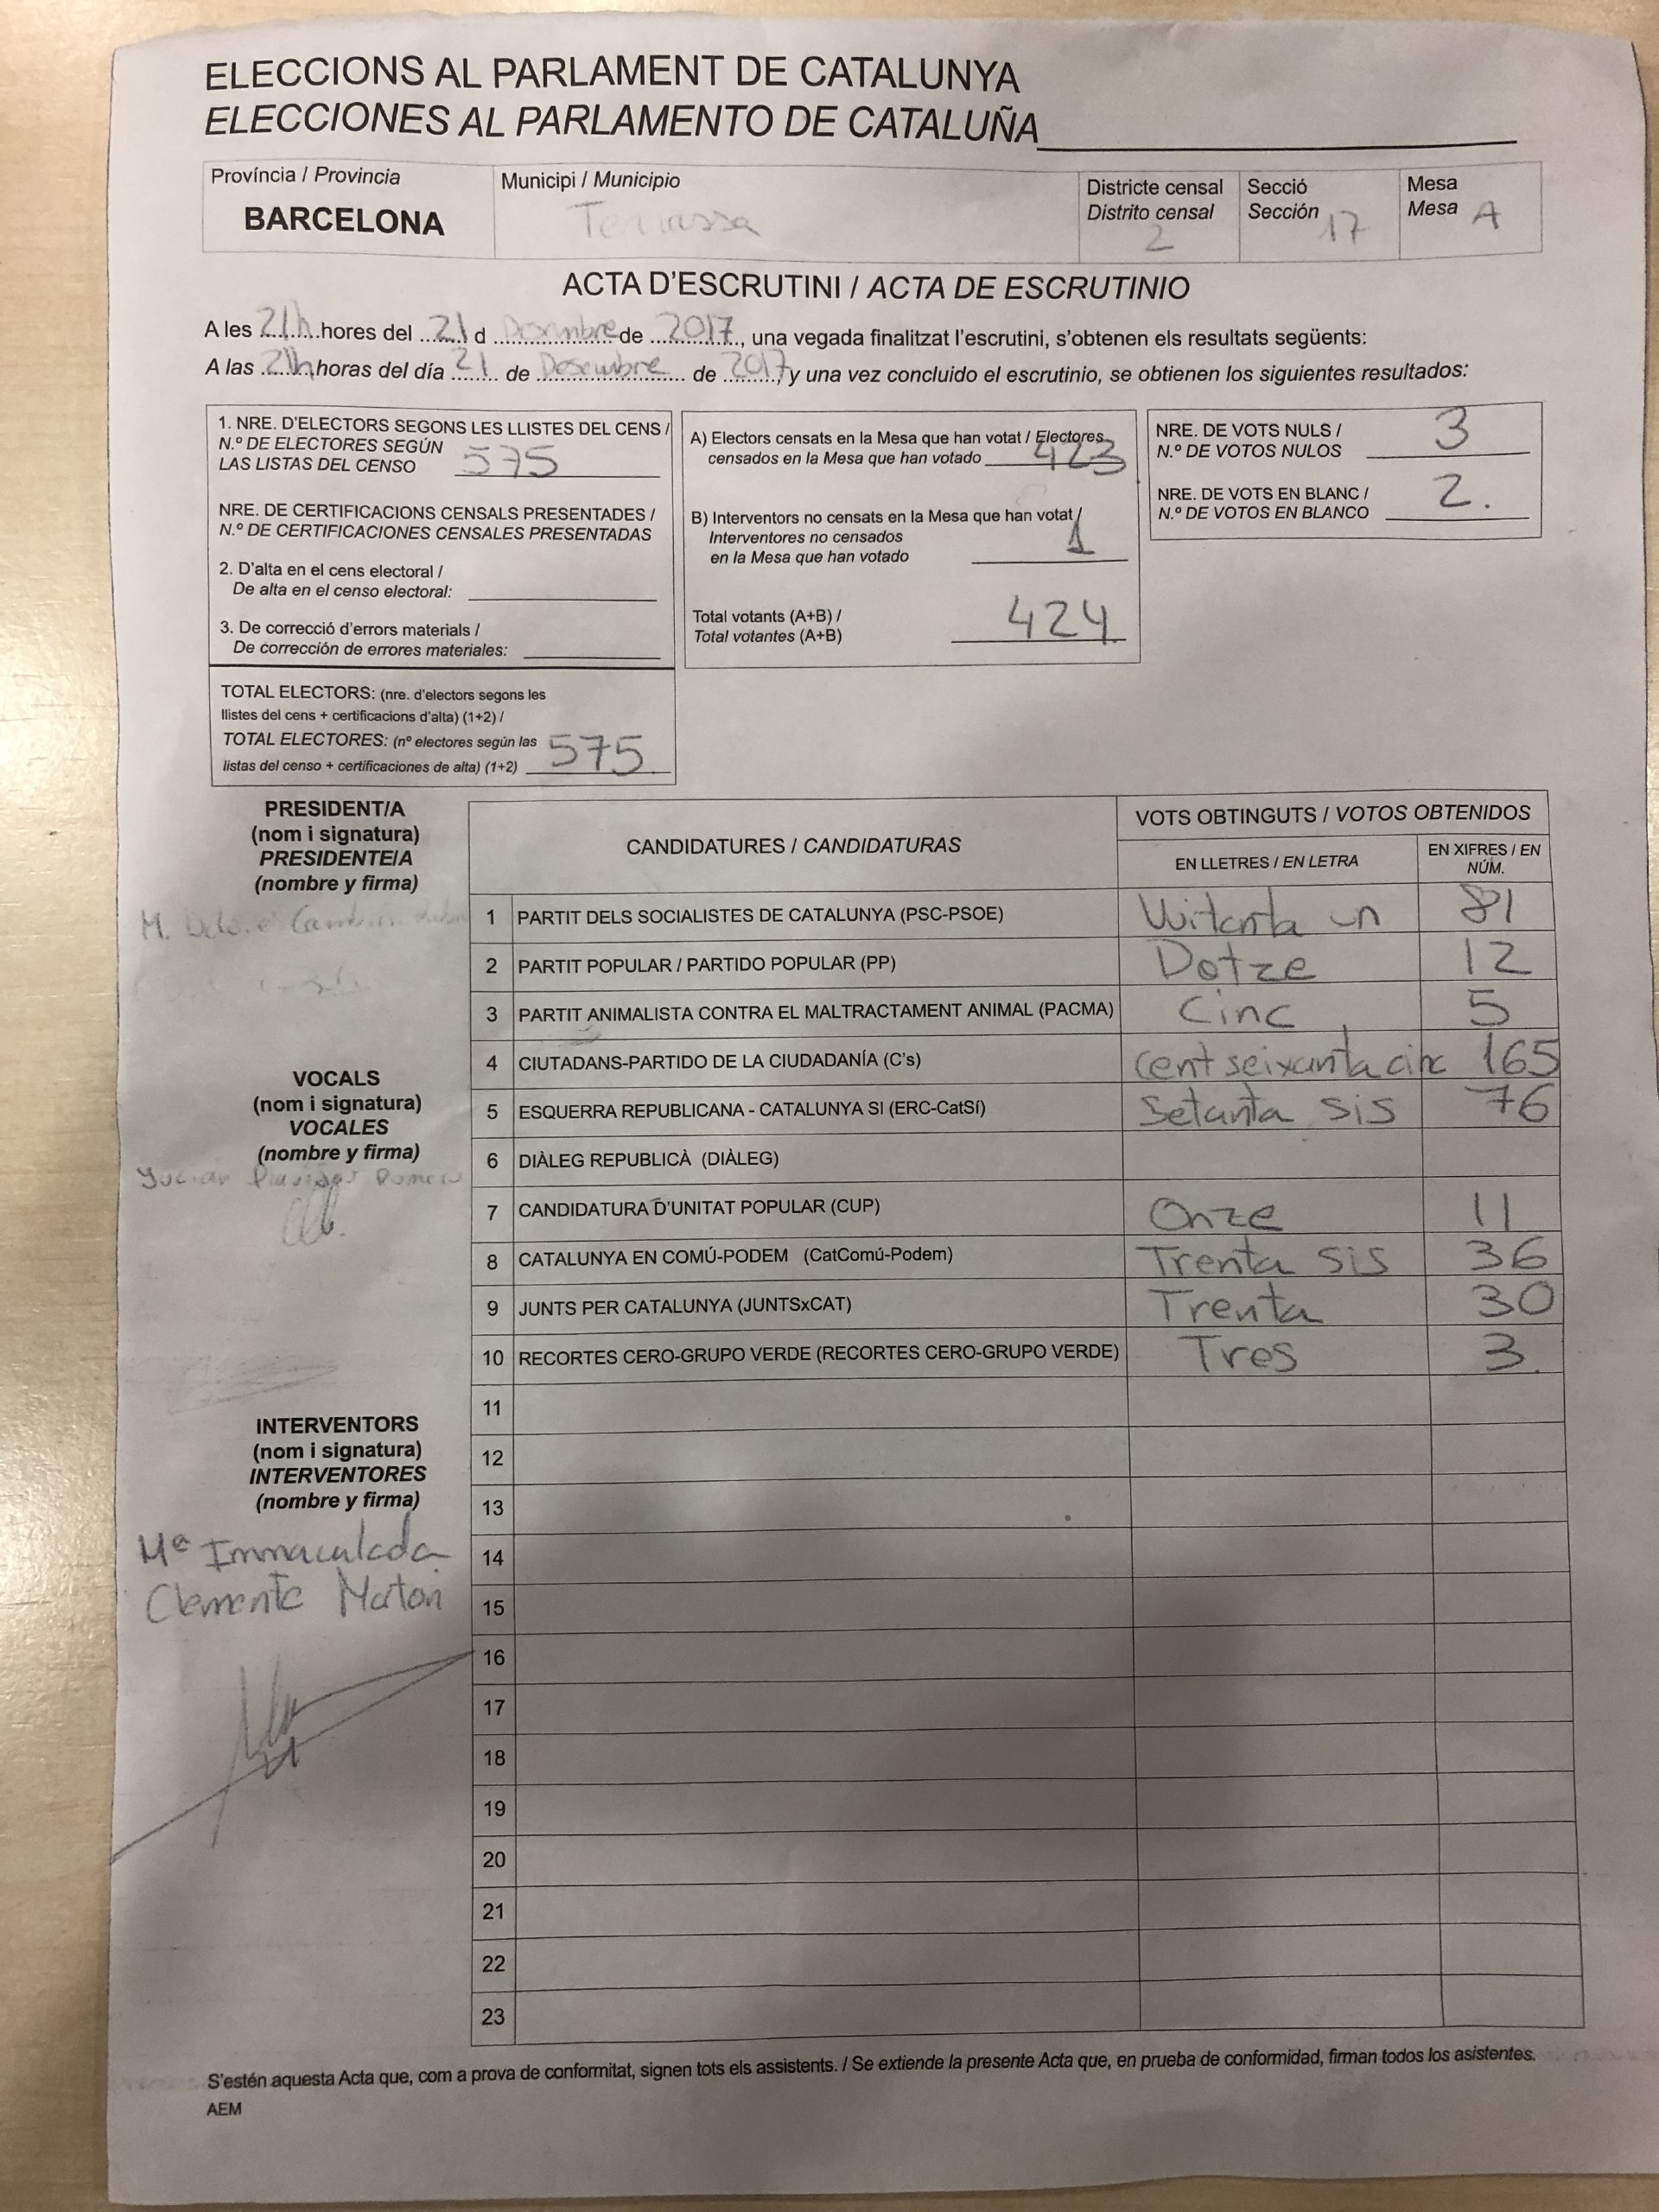 ELECCIONS AL PARLAMENT DE CATALUNYA
ELECCIONES AL PARLAMENTO DE CATALUÑA
Província / Provincia
BARCELONA
Municipi / Municipio
Terrassa
Districte censal
Distrito censal
2
Secció
Sección 17
Mesa
Mesa A
ACTA D'ESCRUTINI / ACTA DE ESCRUTINIO
A les 21h hores del 21 d Desembre de 2017, una vegada finalitzat l'escrutini, s'obtenen els resultats següents:
A las 21h horas del día 21 de Desembre de 2017, y una vez concluido el escrutinio, se obtienen los siguientes resultados:
1. NRE. D'ELECTORS SEGONS LES LLISTES DEL CENS /
N.º DE ELECTORES SEGÚN
LAS LISTAS DEL CENSO 575
NRE. DE CERTIFICACIONS CENSALS PRESENTADES /
N.º DE CERTIFICACIONES CENSALES PRESENTADAS
2. D'alta en el cens electoral /
De alta en el censo electoral:
3. De correcció d'errors materials /
De corrección de errores materiales:
TOTAL ELECTORS: (nre. d'electors segons les
llistes del cens + certificacions d'alta) (1+2) /
TOTAL ELECTORES: (nº electores según las
listas del censo + certificaciones de alta) (1+2) 575
A) Electors censats en la Mesa que han votat / Electores
censados en la Mesa que han votado 423
B) Interventors no censats en la Mesa que han votat /
Interventores no censados
en la Mesa que han votado 1
Total votants (A+B) /
Total votantes (A+B) 424
NRE. DE VOTS NULS /
N.º DE VOTOS NULOS 3
NRE. DE VOTS EN BLANC /
N.º DE VOTOS EN BLANCO 2.
PRESIDENT/A
(nom i signatura)
PRESIDENTE/A
(nombre y firma)
M.
VOCALS
(nom i signatura)
VOCALES
(nombre y firma)
INTERVENTORS
(nom i signatura)
INTERVENTORES
(nombre y firma)
Mª Immaculada
Clemente
CANDIDATURES / CANDIDATURAS
VOTS OBTINGUTS / VOTOS OBTENIDOS
EN LLETRES / EN LETRA
EN XIFRES / EN
NÚM.
1 PARTIT DELS SOCIALISTES DE CATALUNYA (PSC-PSOE) Vuitanta un 81
2 PARTIT POPULAR / PARTIDO POPULAR (PP) Dotze 12
3 PARTIT ANIMALISTA CONTRA EL MALTRACTAMENT ANIMAL (PACMA) Cinc 5
4 CIUTADANS-PARTIDO DE LA CIUDADANÍA (C's) Cent seixanta cinc 165
5 ESQUERRA REPUBLICANA - CATALUNYA SI (ERC-CatSí) Setanta sis 76
6 DIÀLEG REPUBLICÀ (DIÀLEG)
7 CANDIDATURA D'UNITAT POPULAR (CUP) Onze 11
8 CATALUNYA EN COMÚ-PODEM (CatComú-Podem) Trenta sis 36
9 JUNTS PER CATALUNYA (JUNTSxCAT) Trenta 30
10 RECORTES CERO-GRUPO VERDE (RECORTES CERO-GRUPO VERDE) Tres 3.
11
12
13
14
15
16
17
18
19
20
21
22
23
S'estén aquesta Acta que, com a prova de conformitat, signen tots els assistents. / Se extiende la presente Acta que, en prueba de conformidad, firman todos los asistentes.
AEM